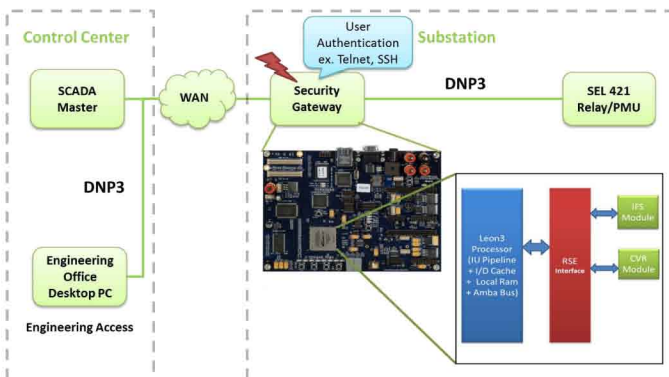 Control Center
Substation
User
Authentication
ex. Telnet, SSH
SCADA
Master
WAN
Security
Gateway
DNP3
SEL 421
Relay/PMU
DNP3
Engineering
Office
Desktop PC
Engineering Access
Leon3
Processor
(IU Pipeline
+ I/D Cache
+ Local Ram
+ Amba Bus)
RSE
Interface
IFS
Module
CVR
Module